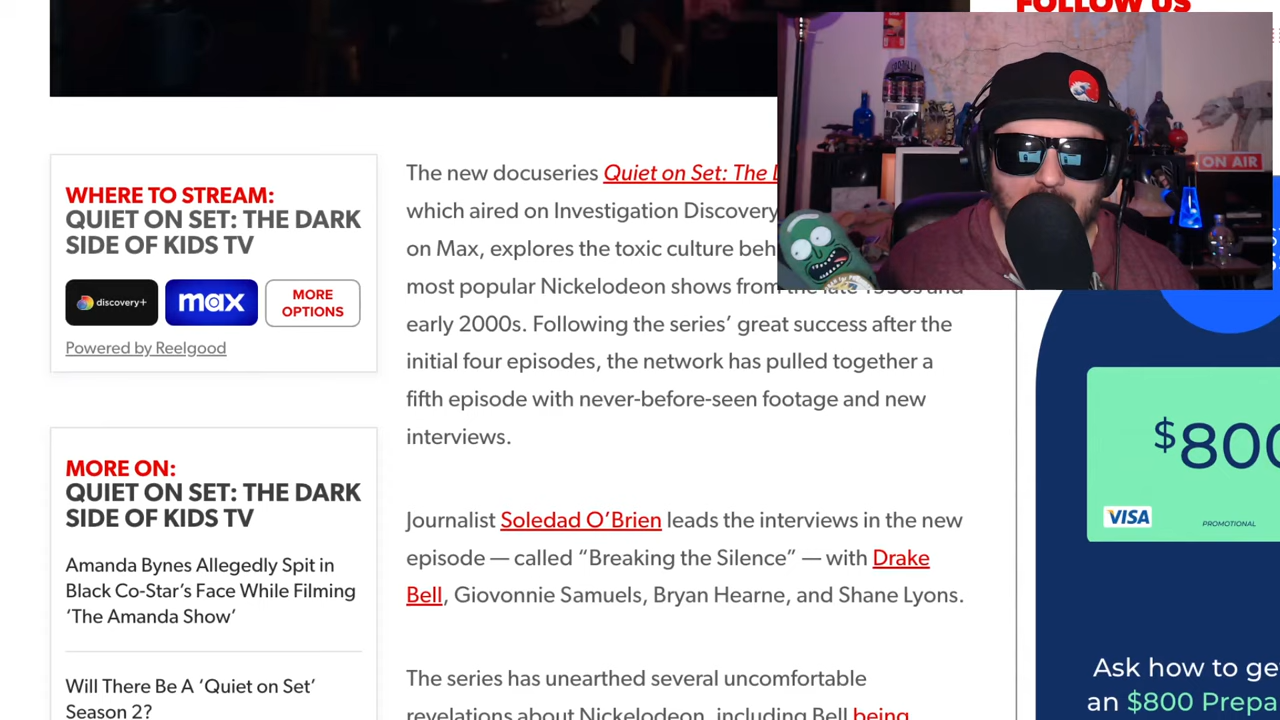 FOLLOW US
ON AIR
WHERE TO STREAM:
QUIET ON SET: THE DARK
SIDE OF KIDS TV
discovery+
max
MORE
OPTIONS
Powered by Reelgood
MORE ON:
QUIET ON SET: THE DARK
SIDE OF KIDS TV
Amanda Bynes Allegedly Spit in
Black Co-Star’s Face While Filming
‘The Amanda Show’
Will There Be A ‘Quiet on Set’
Season 2?
The new docuseries Quiet on Set: The
which aired on Investigation Discovery
on Max, explores the toxic culture
most popular Nickelodeon shows from the late 1990s and
early 2000s. Following the series’ great success after the
initial four episodes, the network has pulled together a
fifth episode with never-before-seen footage and new
interviews.
Journalist Soledad O’Brien leads the interviews in the new
episode — called “Breaking the Silence” — with Drake
Bell, Giovonnie Samuels, Bryan Hearne, and Shane Lyons.
The series has unearthed several uncomfortable
revelations about Nickelodeon, including Bell being
$800
VISA
PROMOTIONAL
Ask how to ge
an $800 Prepa